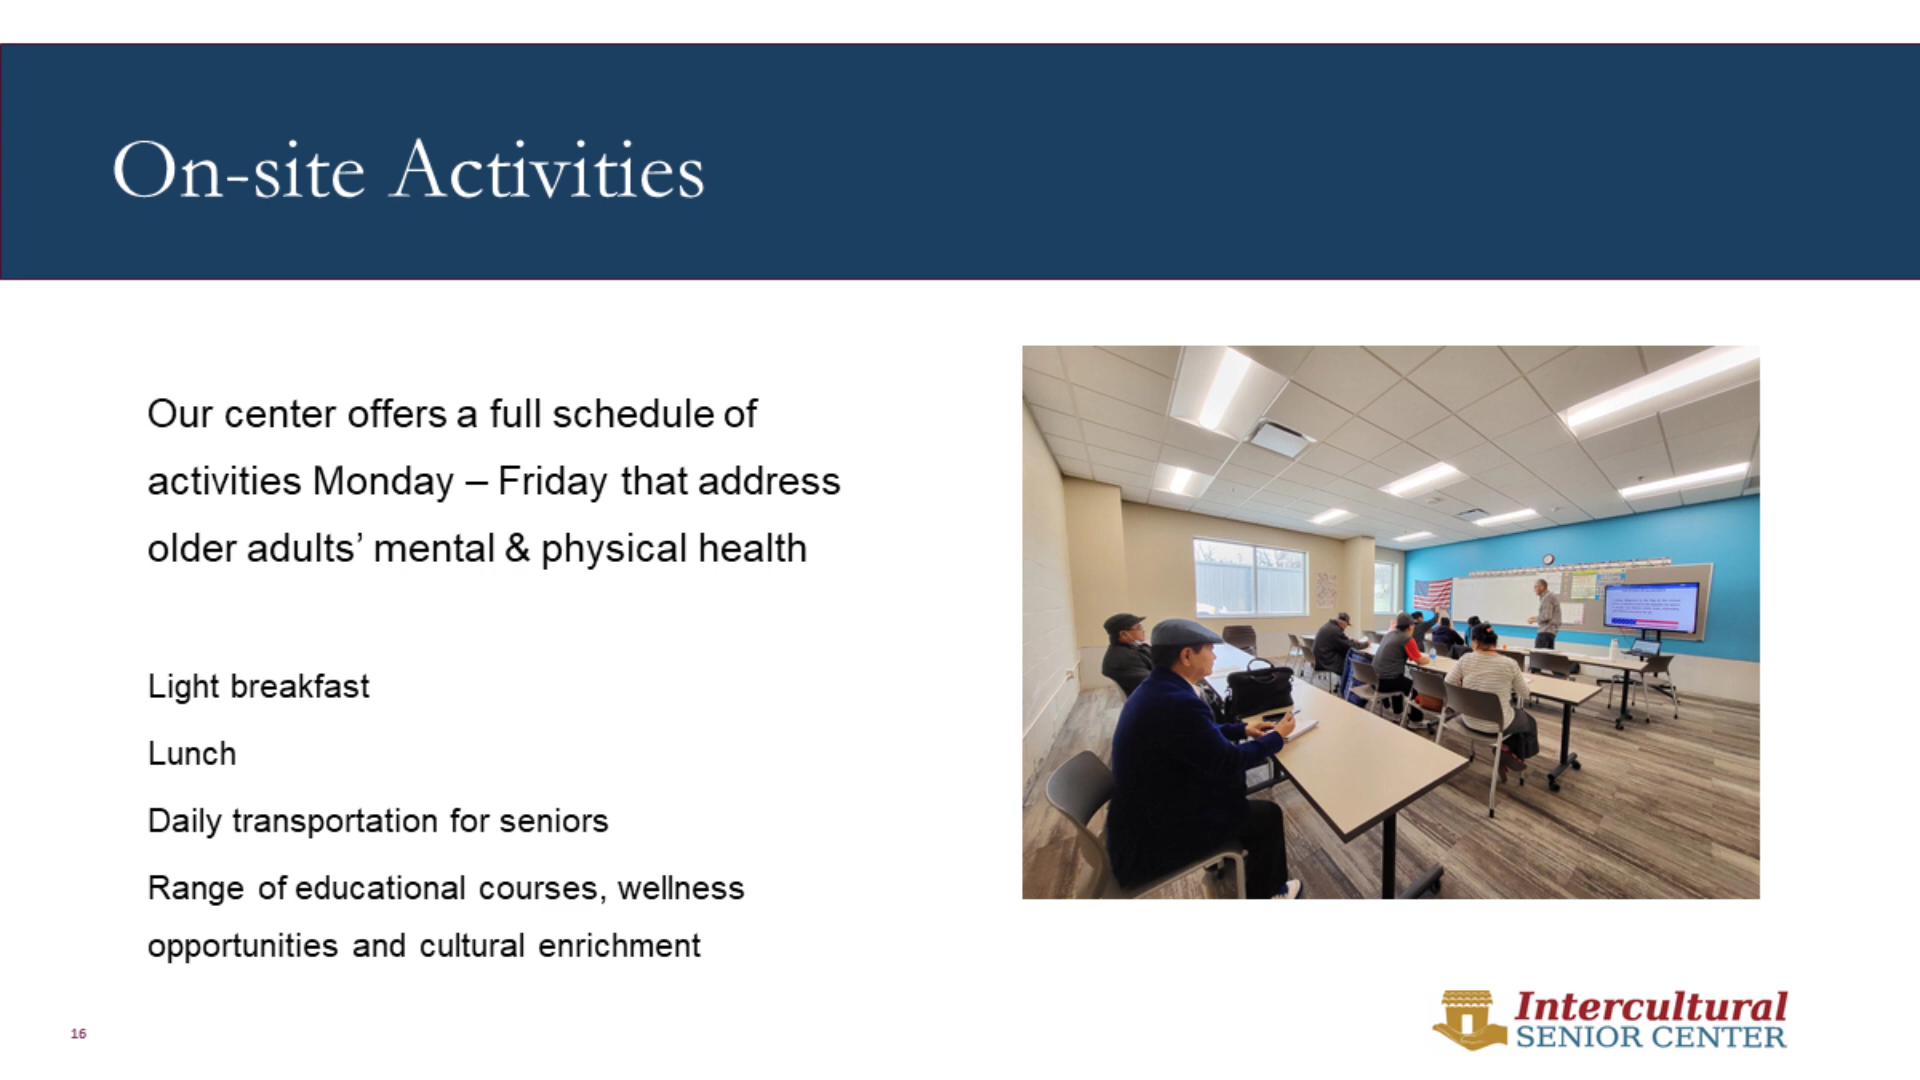 On-site Activities
Our center offers a full schedule of
activities Monday – Friday that address
older adults’ mental & physical health
Light breakfast
Lunch
Daily transportation for seniors
Range of educational courses, wellness
opportunities and cultural enrichment
16
Intercultural
SENIOR CENTER